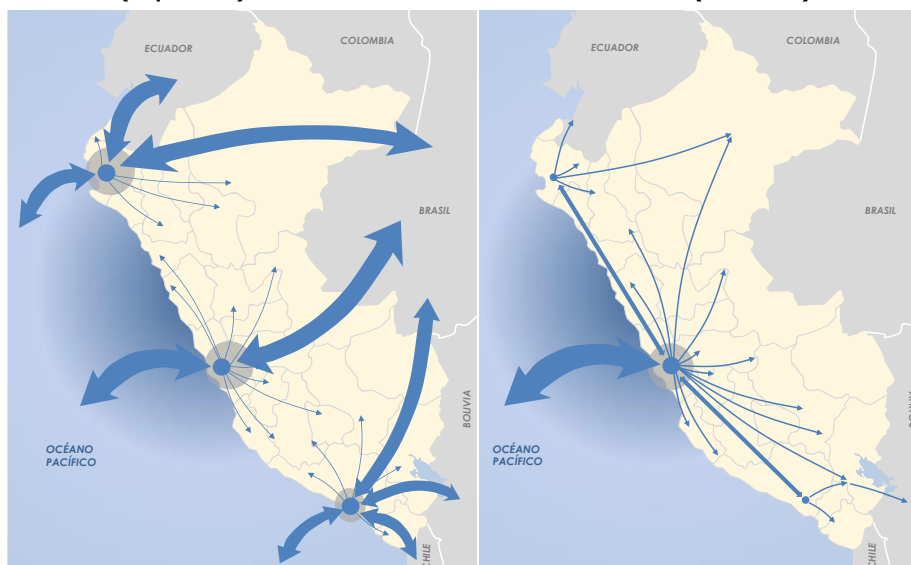 ECUADOR
COLOMBIA
BRASIL
BOLIVIA
OCÉANO
PACÍFICO
CHILE
ECUADOR
COLOMBIA
BRASIL
OCÉANO
PACÍFICO
CHILE